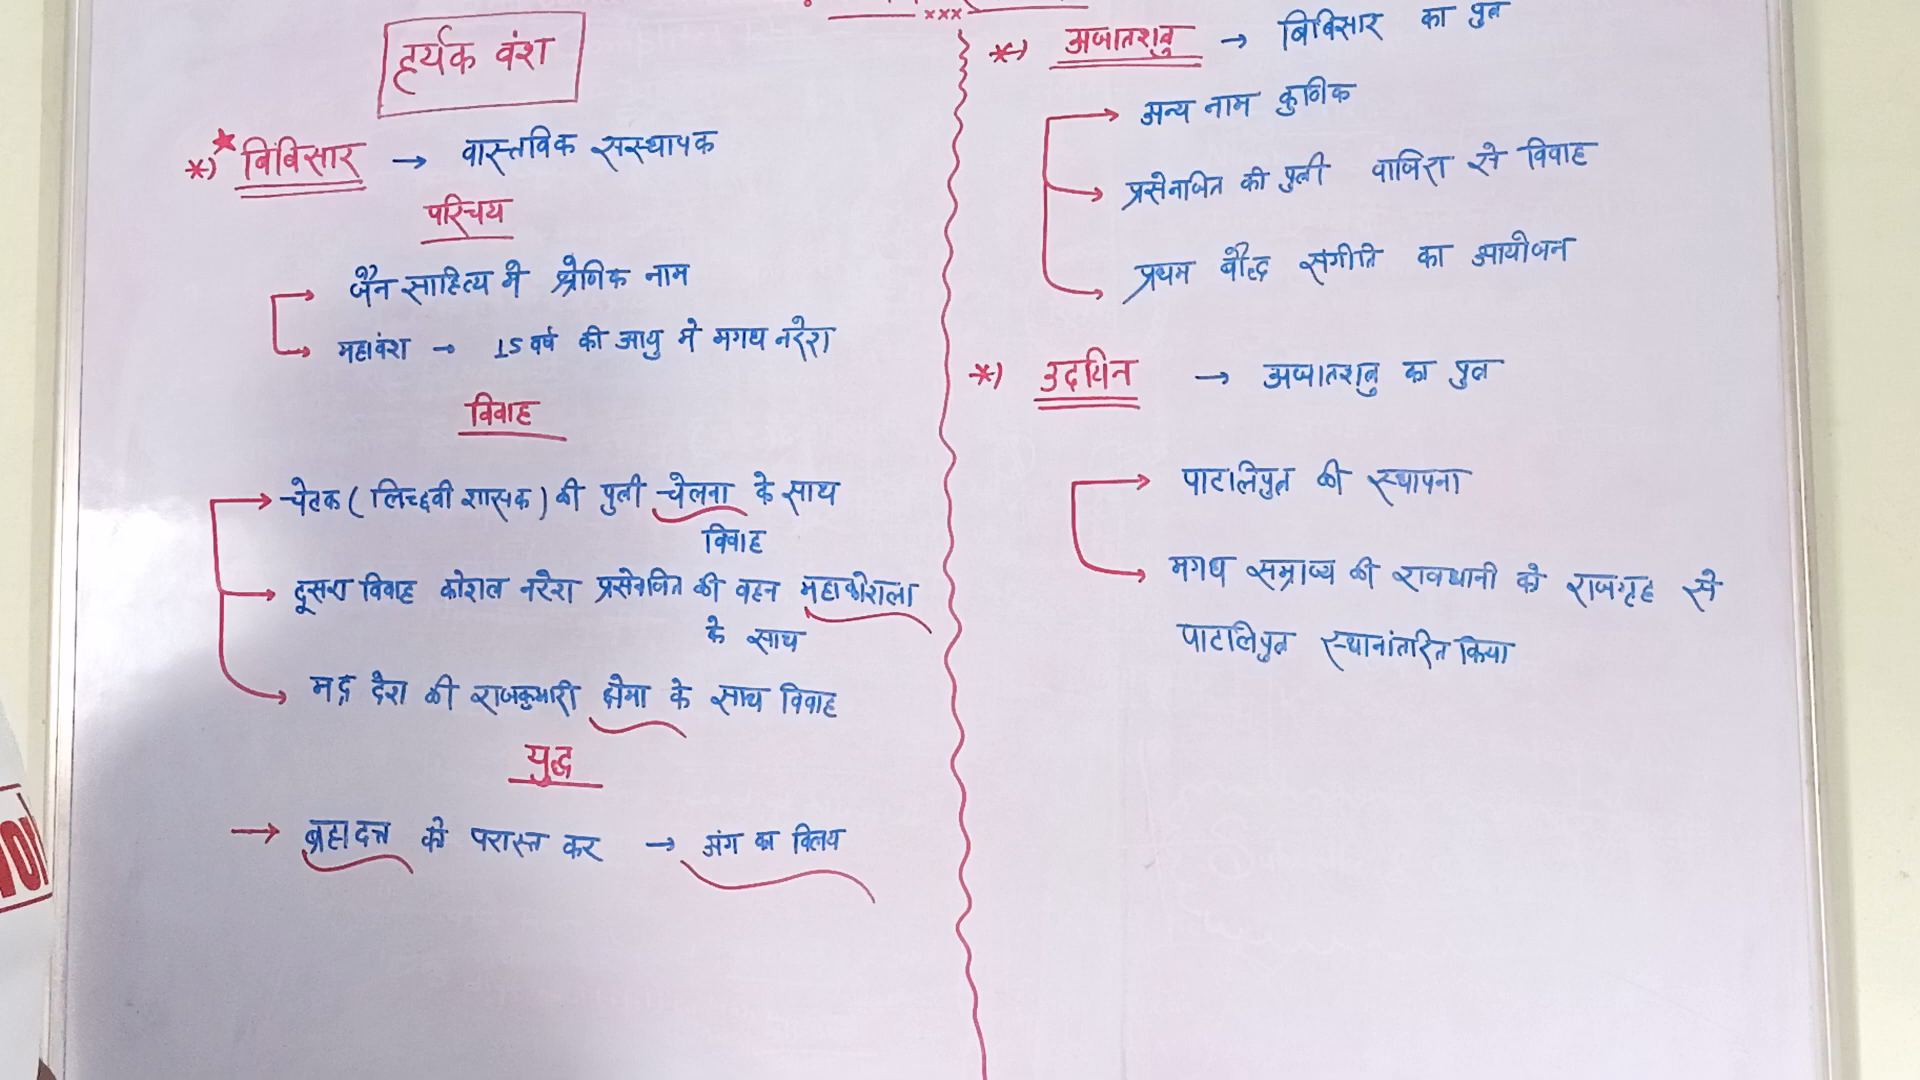 xxx
हर्यक वंश
*) बिंबिसार → वास्तविक संस्थापक
परिचय
जैन साहित्य मे श्रेणिक नाम
महावंश → 15 वर्ष की आयु मे मगध नरेश
विवाह
चेटक (लिच्छवी शासक) की पुत्री चेलना के साथ
विवाह
दूसरा विवाह कोशल नरेश प्रसेनजित की बहन महाकोशला
के साथ
मद्र देश की राजकुमारी क्षेमा के साथ विवाह
युद्ध
→ ब्रह्मदत्त को परास्त कर → अंग का विलय
*) अजातशत्रु → बिंबिसार का पुत्र
अन्य नाम कुणिक
प्रसेनजित की पुत्री वाजिरा से विवाह
प्रथम बौद्ध संगीति का आयोजन
*) उदयिन → अजातशत्रु का पुत्र
पाटलिपुत्र की स्थापना
मगध सम्राज्य की राजधानी को राजगृह से
पाटलिपुत्र स्थानांतरित किया